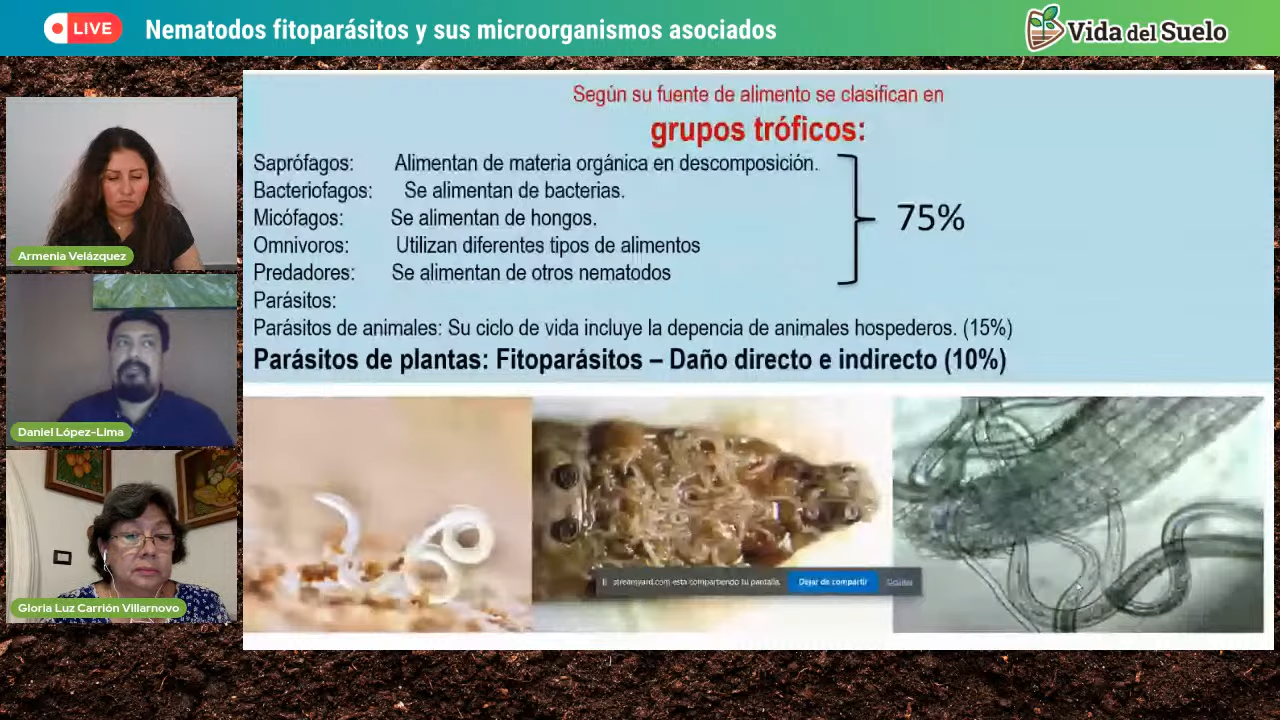 LIVE
Nematodos fitoparásitos y sus microorganismos asociados
Vida del Suelo
Armenia Velázquez
Daniel López-Lima
Gloria Luz Carrión Villarnovo
Según su fuente de alimento se clasifican en
grupos tróficos:
Saprófagos: Alimentan de materia orgánica en descomposición.
Bacteriofagos: Se alimentan de bacterias.
Micófagos: Se alimentan de hongos.
Omnivoros: Utilizan diferentes tipos de alimentos
Predadores: Se alimentan de otros nematodos
75%
Parásitos:
Parásitos de animales: Su ciclo de vida incluye la depencia de animales hospederos. (15%)
Parásitos de plantas: Fitoparásitos – Daño directo e indirecto (10%)
streamyard.com está compartiendo tu pantalla.
Dejar de compartir
Ocultar